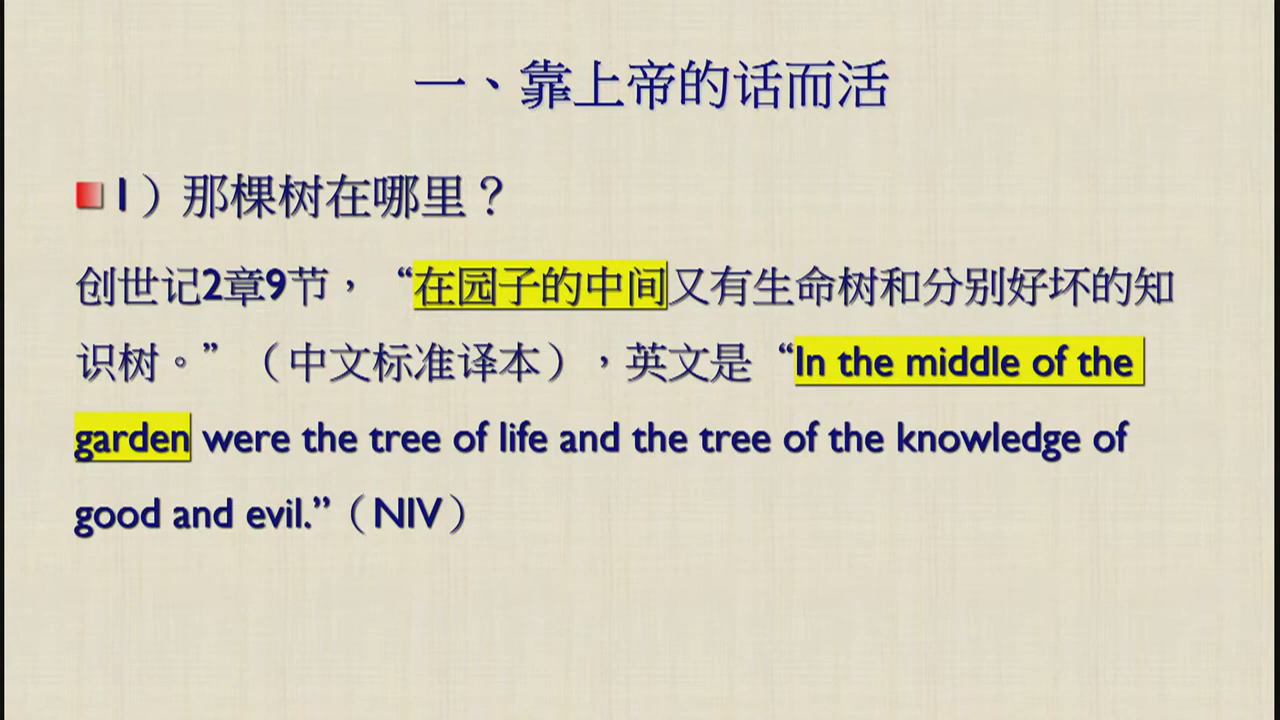 一、靠上帝的话而活
1）那棵树在哪里？
创世记2章9节，“在园子的中间又有生命树和分别好坏的知
识树。”（中文标准译本），英文是“In the middle of the
garden were the tree of life and the tree of the knowledge of
good and evil.”（NIV）